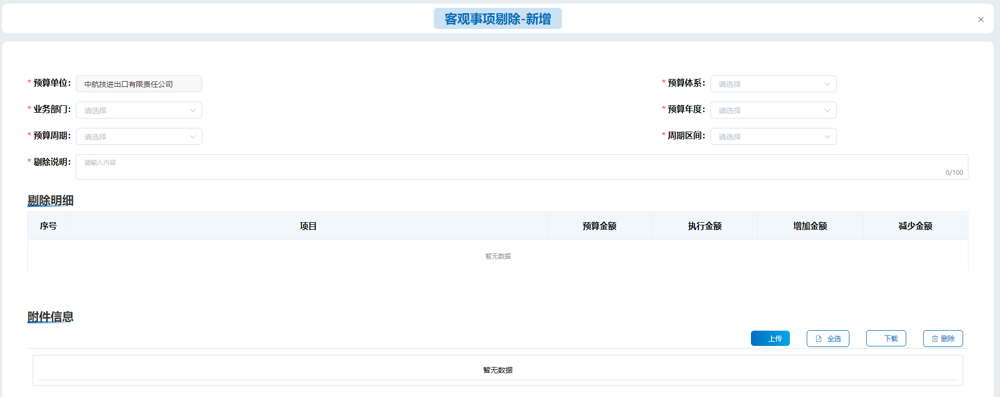 客观事项剔除-新增
* 预算单位： 中航技进出口有限责任公司
* 预算体系： 请选择
* 业务部门： 请选择
* 预算年度： 请选择
* 预算周期： 请选择
* 周期区间： 请选择
* 剔除说明： 请输入内容
0/100
剔除明细
序号 项目 预算金额 执行金额 增加金额 减少金额
暂无数据
附件信息
上传 全选 下载 删除
暂无数据